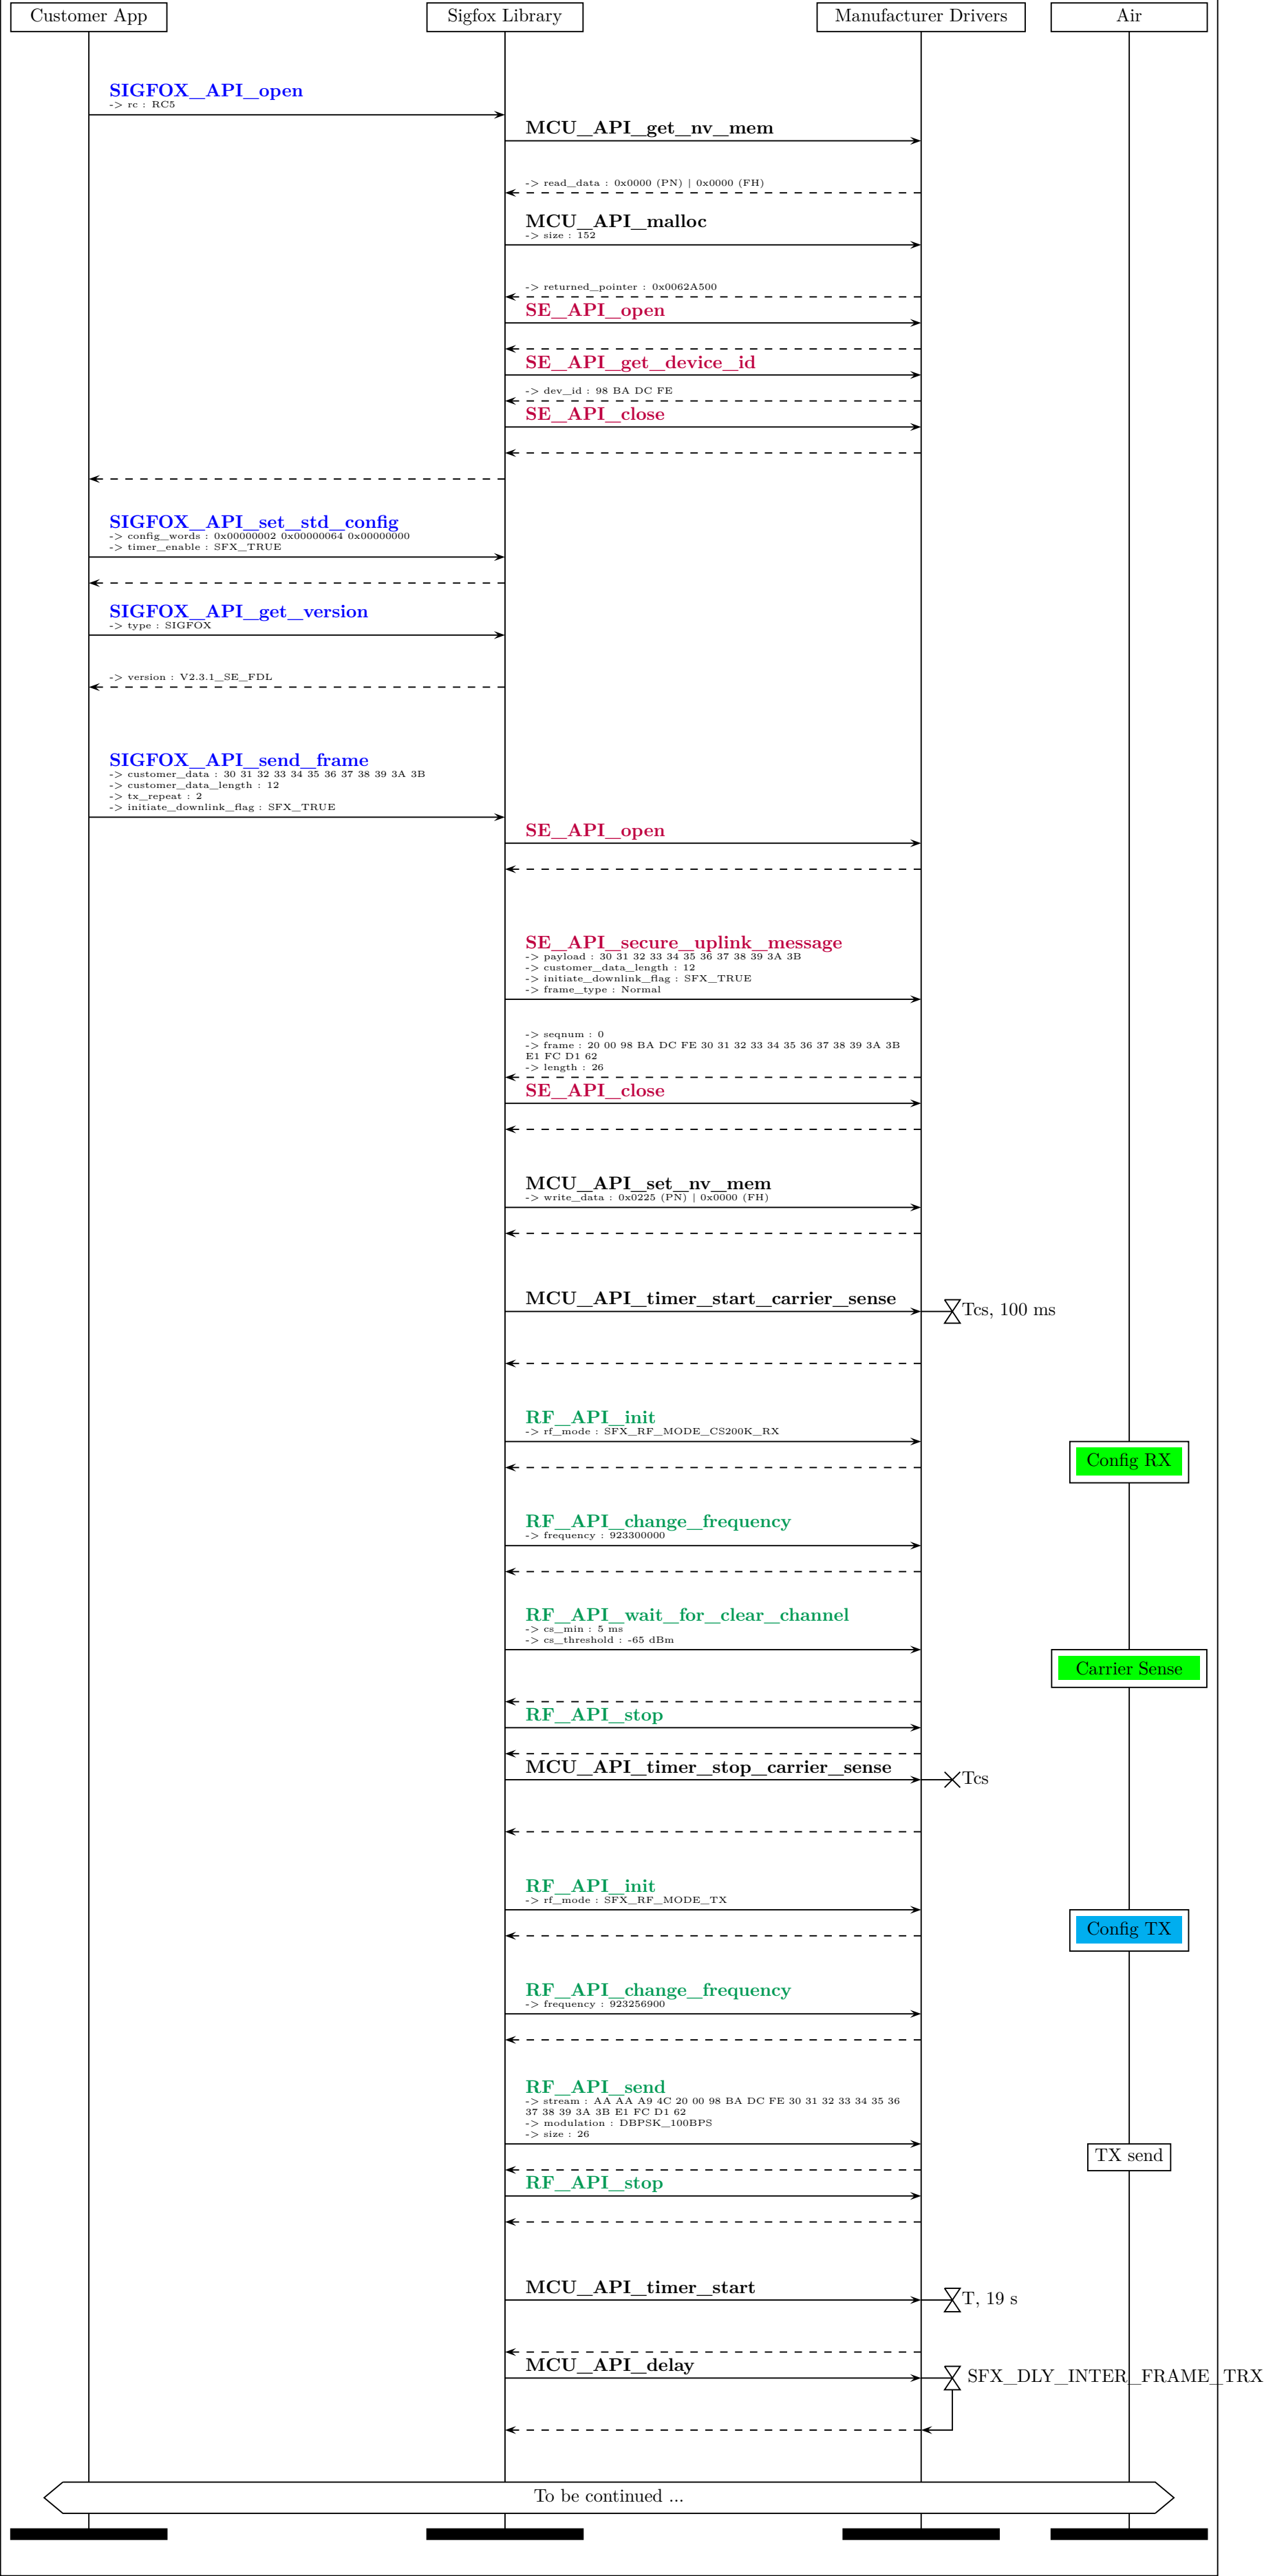 Customer App
Sigfox Library
Manufacturer Drivers
Air
SIGFOX_API_open
-> rc : RC5
MCU_API_get_nv_mem
-> read_data : 0x0000 (PN) | 0x0000 (FH)
MCU_API_malloc
-> size : 152
-> returned_pointer : 0x0062A500
SE_API_open
SE_API_get_device_id
-> dev_id : 98 BA DC FE
SE_API_close
SIGFOX_API_set_std_config
-> config_words : 0x00000002 0x00000064 0x00000000
-> timer_enable : SFX_TRUE
SIGFOX_API_get_version
-> type : SIGFOX
-> version : V2.3.1_SE_FDL
SIGFOX_API_send_frame
-> customer_data : 30 31 32 33 34 35 36 37 38 39 3A 3B
-> customer_data_length : 12
-> tx_repeat : 2
-> initiate_downlink_flag : SFX_TRUE
SE_API_open
SE_API_secure_uplink_message
-> payload : 30 31 32 33 34 35 36 37 38 39 3A 3B
-> customer_data_length : 12
-> initiate_downlink_flag : SFX_TRUE
-> frame_type : Normal
-> seqnum : 0
-> frame : 20 00 98 BA DC FE 30 31 32 33 34 35 36 37 38 39 3A 3B
E1 FC D1 62
-> length : 26
SE_API_close
MCU_API_set_nv_mem
-> write_data : 0x0225 (PN) | 0x0000 (FH)
MCU_API_timer_start_carrier_sense
Tcs, 100 ms
RF_API_init
-> rf_mode : SFX_RF_MODE_CS200K_RX
Config RX
RF_API_change_frequency
-> frequency : 923300000
RF_API_wait_for_clear_channel
-> cs_min : 5 ms
-> cs_threshold : -65 dBm
Carrier Sense
RF_API_stop
MCU_API_timer_stop_carrier_sense
Tcs
RF_API_init
-> rf_mode : SFX_RF_MODE_TX
Config TX
RF_API_change_frequency
-> frequency : 923256900
RF_API_send
-> stream : AA AA A9 4C 20 00 98 BA DC FE 30 31 32 33 34 35 36
37 38 39 3A 3B E1 FC D1 62
-> modulation : DBPSK_100BPS
-> size : 26
TX send
RF_API_stop
MCU_API_timer_start
T, 19 s
MCU_API_delay
SFX_DLY_INTER_FRAME_TRX
To be continued ...